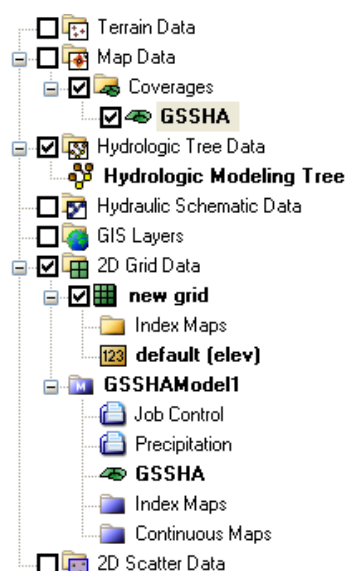 Terrain Data
Map Data
Coverages
GSSHA
Hydrologic Tree Data
Hydrologic Modeling Tree
Hydraulic Schematic Data
GIS Layers
2D Grid Data
new grid
Index Maps
123 default (elev)
M GSSHAModel1
Job Control
Precipitation
GSSHA
Index Maps
Continuous Maps
2D Scatter Data